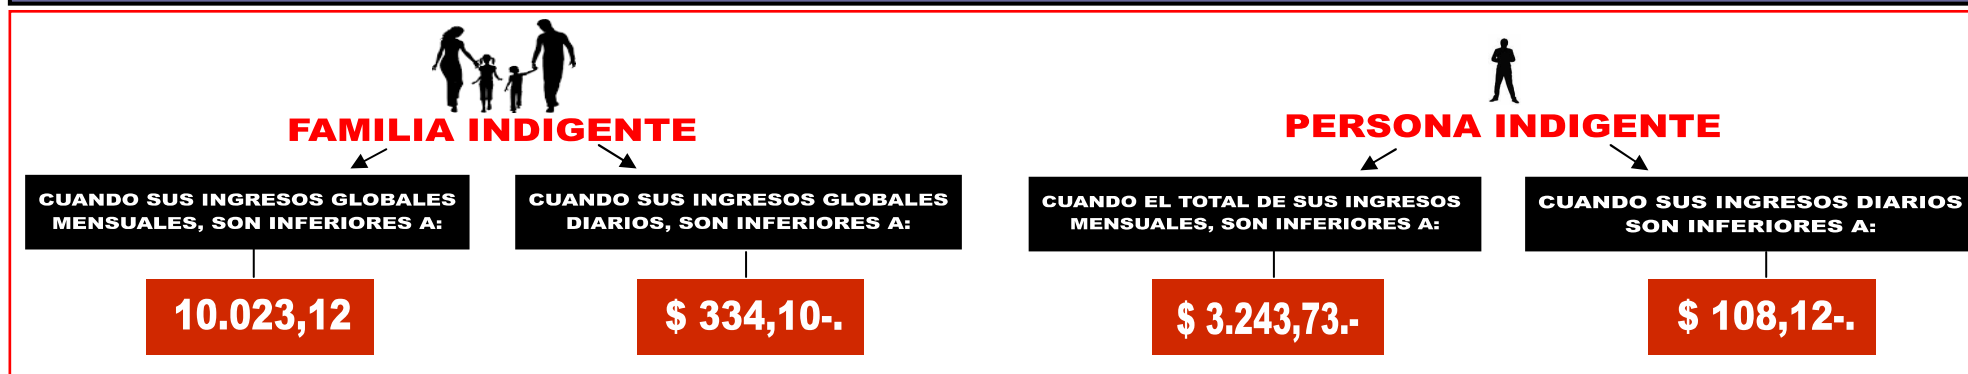 FAMILIA INDIGENTE
CUANDO SUS INGRESOS GLOBALES
MENSUALES, SON INFERIORES A:
10.023,12
CUANDO SUS INGRESOS GLOBALES
DIARIOS, SON INFERIORES A:
$ 334,10-.
PERSONA INDIGENTE
CUANDO EL TOTAL DE SUS INGRESOS
MENSUALES, SON INFERIORES A:
$ 3.243,73.-
CUANDO SUS INGRESOS DIARIOS
SON INFERIORES A:
$ 108,12-.